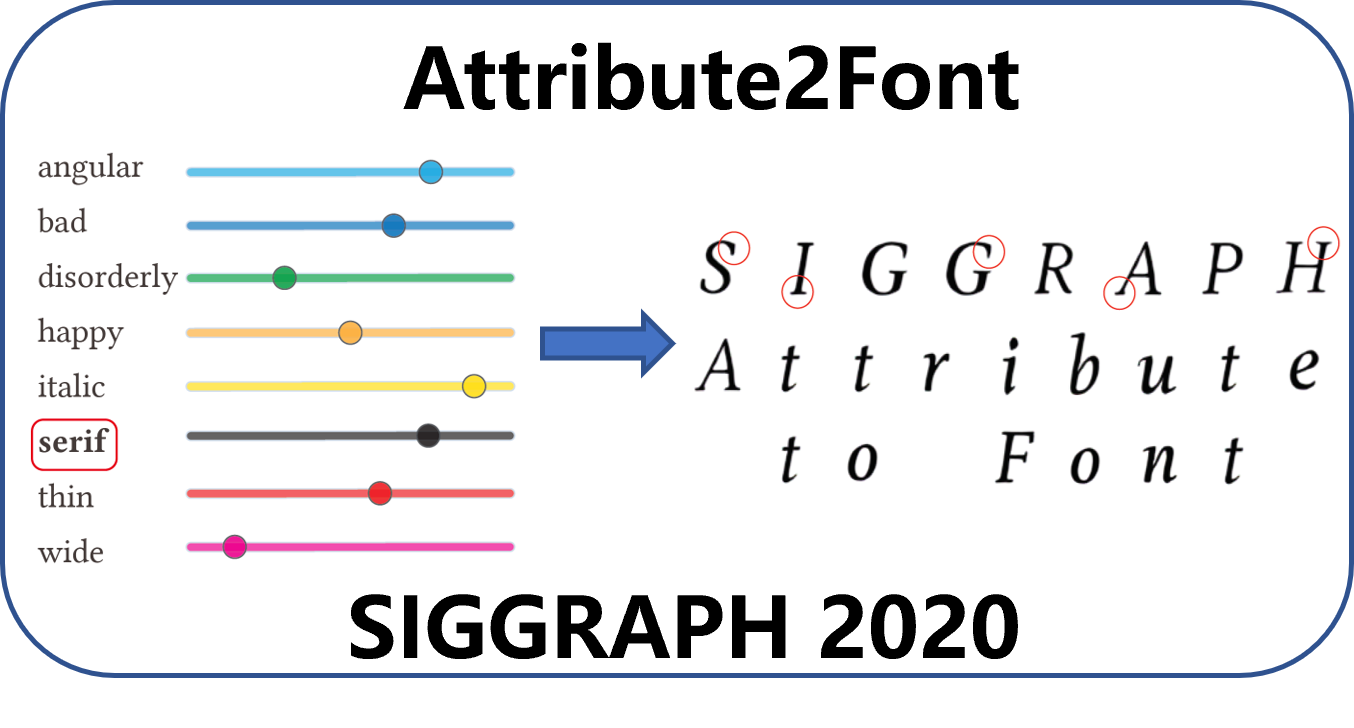 Attribute2Font
angular
bad
disorderly
happy
italic
serif
thin
wide
S I G G R A P H
A t t r i b u t e
t o F o n t
SIGGRAPH 2020